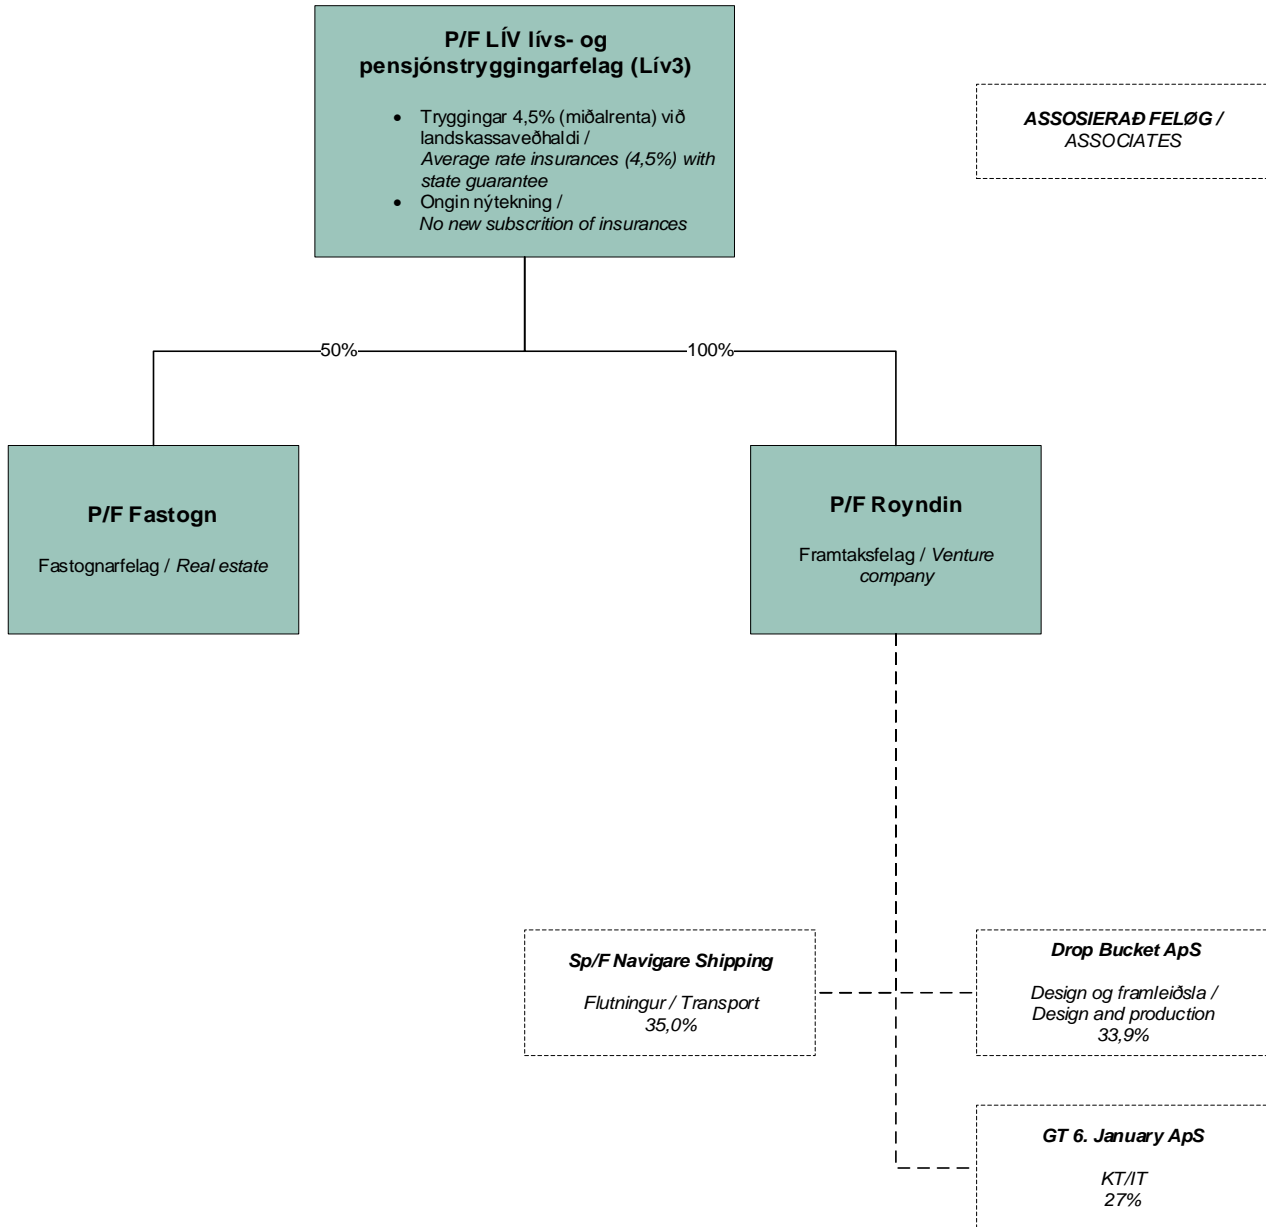 P/F LÍV lívs- og
pensjónstryggingarfelag (Lív3)
• Tryggingar 4,5% (miðalrenta) við
landskassaveðhaldi /
Average rate insurances (4,5%) with
state guarantee
• Ongin nýtekning /
No new subscrition of insurances
ASSOSIERAÐ FELØG /
ASSOCIATES
50%
100%
P/F Fastogn
Fastognarfelag / Real estate
P/F Royndin
Framtaksfelag / Venture
company
Sp/F Navigare Shipping
Flutningur / Transport
35,0%
Drop Bucket ApS
Design og framleiðsla /
Design and production
33,9%
GT 6. January ApS
KT/IT
27%